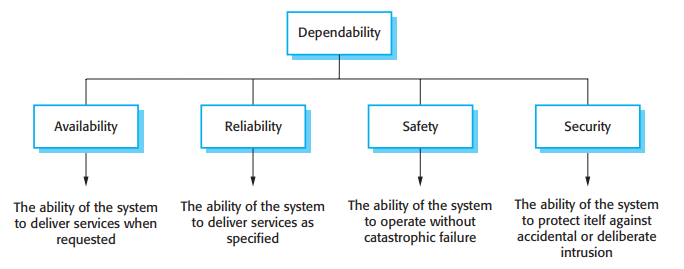 Dependability
Availability
Reliability
Safety
Security
The ability of the system
to deliver services when
requested
The ability of the system
to deliver services as
specified
The ability of the system
to operate without
catastrophic failure
The ability of the system
to protect itelf against
accidental or deliberate
intrusion